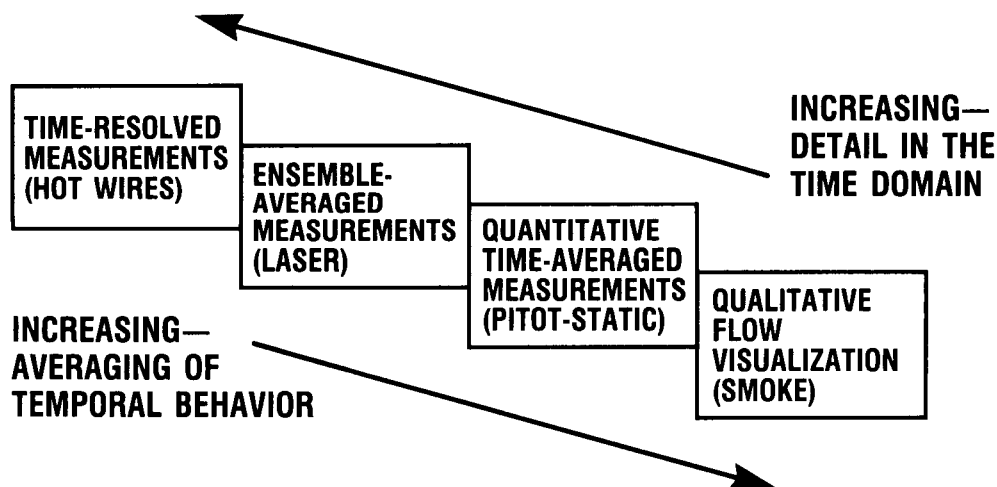 TIME-RESOLVED
MEASUREMENTS
(HOT WIRES)
ENSEMBLE-
AVERAGED
MEASUREMENTS
(LASER)
QUANTITATIVE
TIME-AVERAGED
MEASUREMENTS
(PITOT-STATIC)
QUALITATIVE
FLOW
VISUALIZATION
(SMOKE)
INCREASING—
DETAIL IN THE
TIME DOMAIN
INCREASING—
AVERAGING OF
TEMPORAL BEHAVIOR